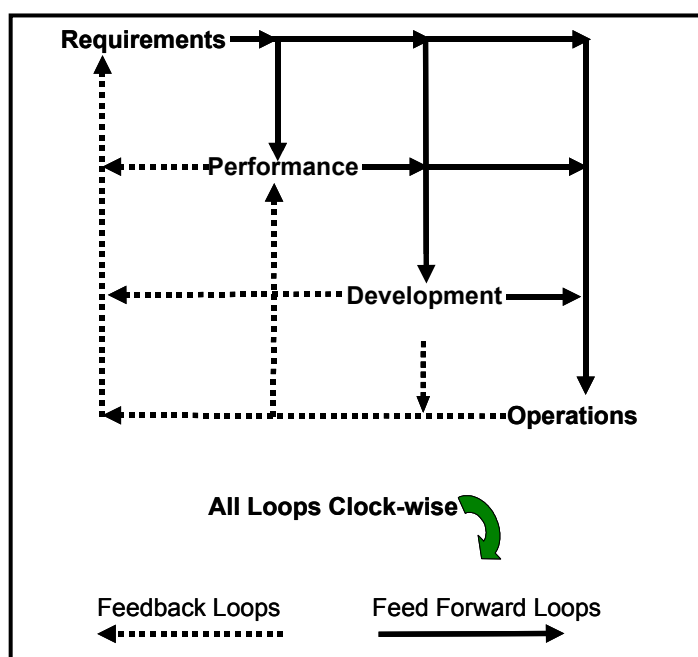 Requirements
Performance
Development
Operations
All Loops Clock-wise
Feedback Loops
Feed Forward Loops